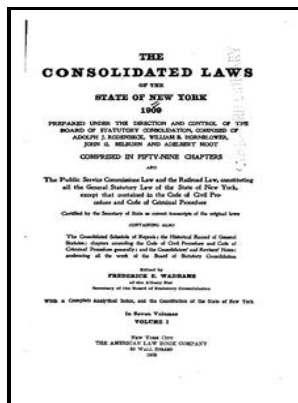 THE
CONSOLIDATED LAWS
OF THE
STATE OF NEW YORK
1909
PREPARED UNDER THE DIRECTION AND CONTROL OF THE
BOARD OF STATUTORY CONSOLIDATION, COMPOSED OF
ADOLPH J. RODENBECK, WILLIAM B. HORNBLOWER,
JOHN G. MILBURN AND ADELBERT MOOT
COMPRISED IN FIFTY-NINE CHAPTERS
AND
The Public Service Commissions Law and the Railroad Law, constituting
all the General Statutory Law of the State of New York,
except that contained in the Code of Civil Pro-
cedure and Code of Criminal Procedure
Certified by the Secretary of State as correct transcripts of the original laws
CONTAINING ALSO
The Consolidated Schedule of Repeals; the Historical Record of General
Statutes; chapters amending the Code of Civil Procedure and Code of
Criminal Procedure generally; and the Consolidators' and Revisers' Notes;
embracing all the work of the Board of Statutory Consolidation
Edited by
FREDERICK E. WADHAMS
of the Albany Bar
Secretary of the Board of Statutory Consolidation
With a Complete Analytical Index, and the Constitution of the State of New York
In Seven Volumes
VOLUME I
NEW YORK CITY
THE AMERICAN LAW BOOK COMPANY
60 WALL STREET
1909